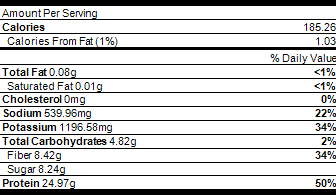 Amount Per Serving
Calories 185.26
Calories From Fat (1%) 1.03
% Daily Value
Total Fat 0.08g <1%
Saturated Fat 0.01g <1%
Cholesterol 0mg 0%
Sodium 539.96mg 22%
Potassium 1196.58mg 34%
Total Carbohydrates 4.82g 2%
Fiber 8.42g 34%
Sugar 8.24g
Protein 24.97g 50%